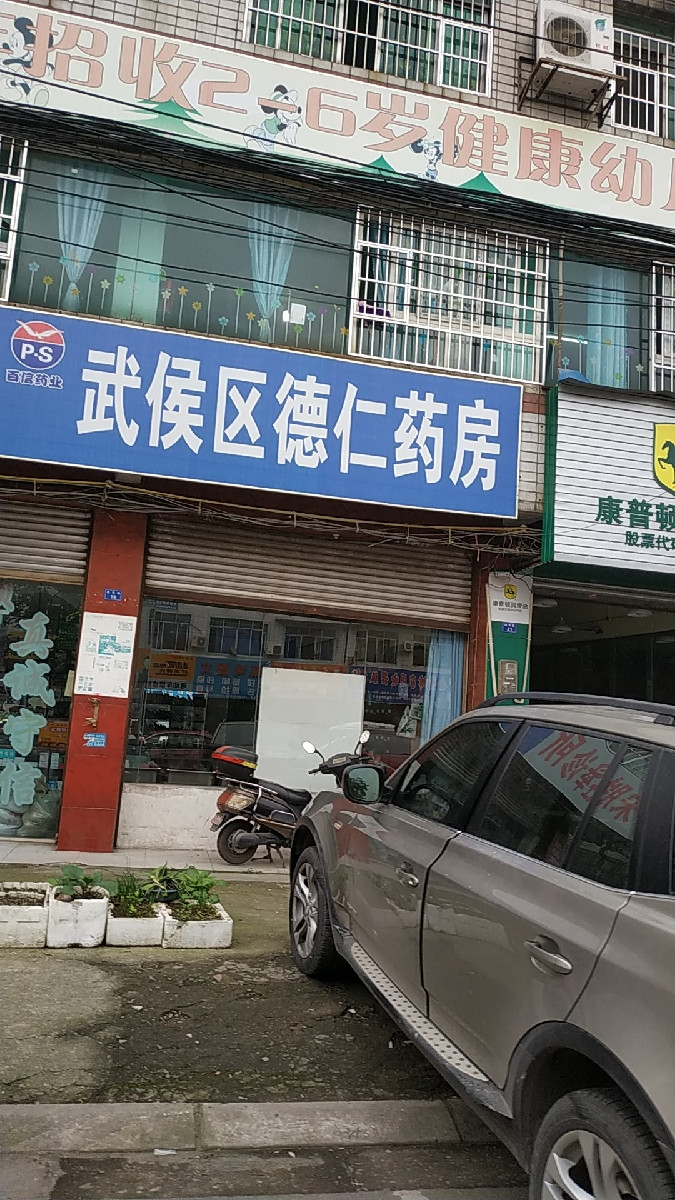 招收2-6岁健康幼
P-S
百信药业
武侯区德仁药房
康普顿
股票代
真诚守信